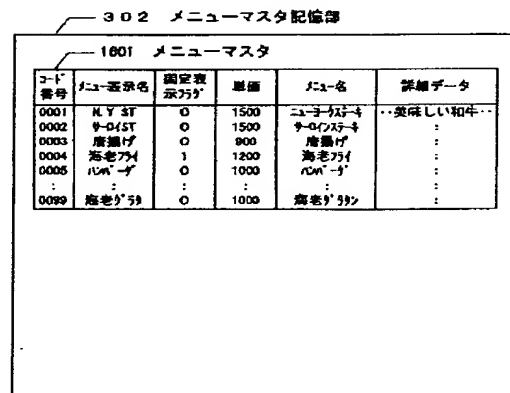 302 メニューマスタ記憶部
1601 メニューマスタ
コード番号 メニュー表示名 固定表示フラグ 単価 メニュー名 詳細データ
0001 N.Y ST 0 1500 ニューヨークステーキ ‥美味しい和牛‥
0002 サーロインST 0 1500 サーロインステーキ :
0003 唐揚げ 0 900 唐揚げ :
0004 海老フライ 1 1200 海老フライ :
0005 ハンバーグ 0 1000 ハンバーグ :
: : : : : :
0099 海老グラタ 0 1000 海老グラタン :